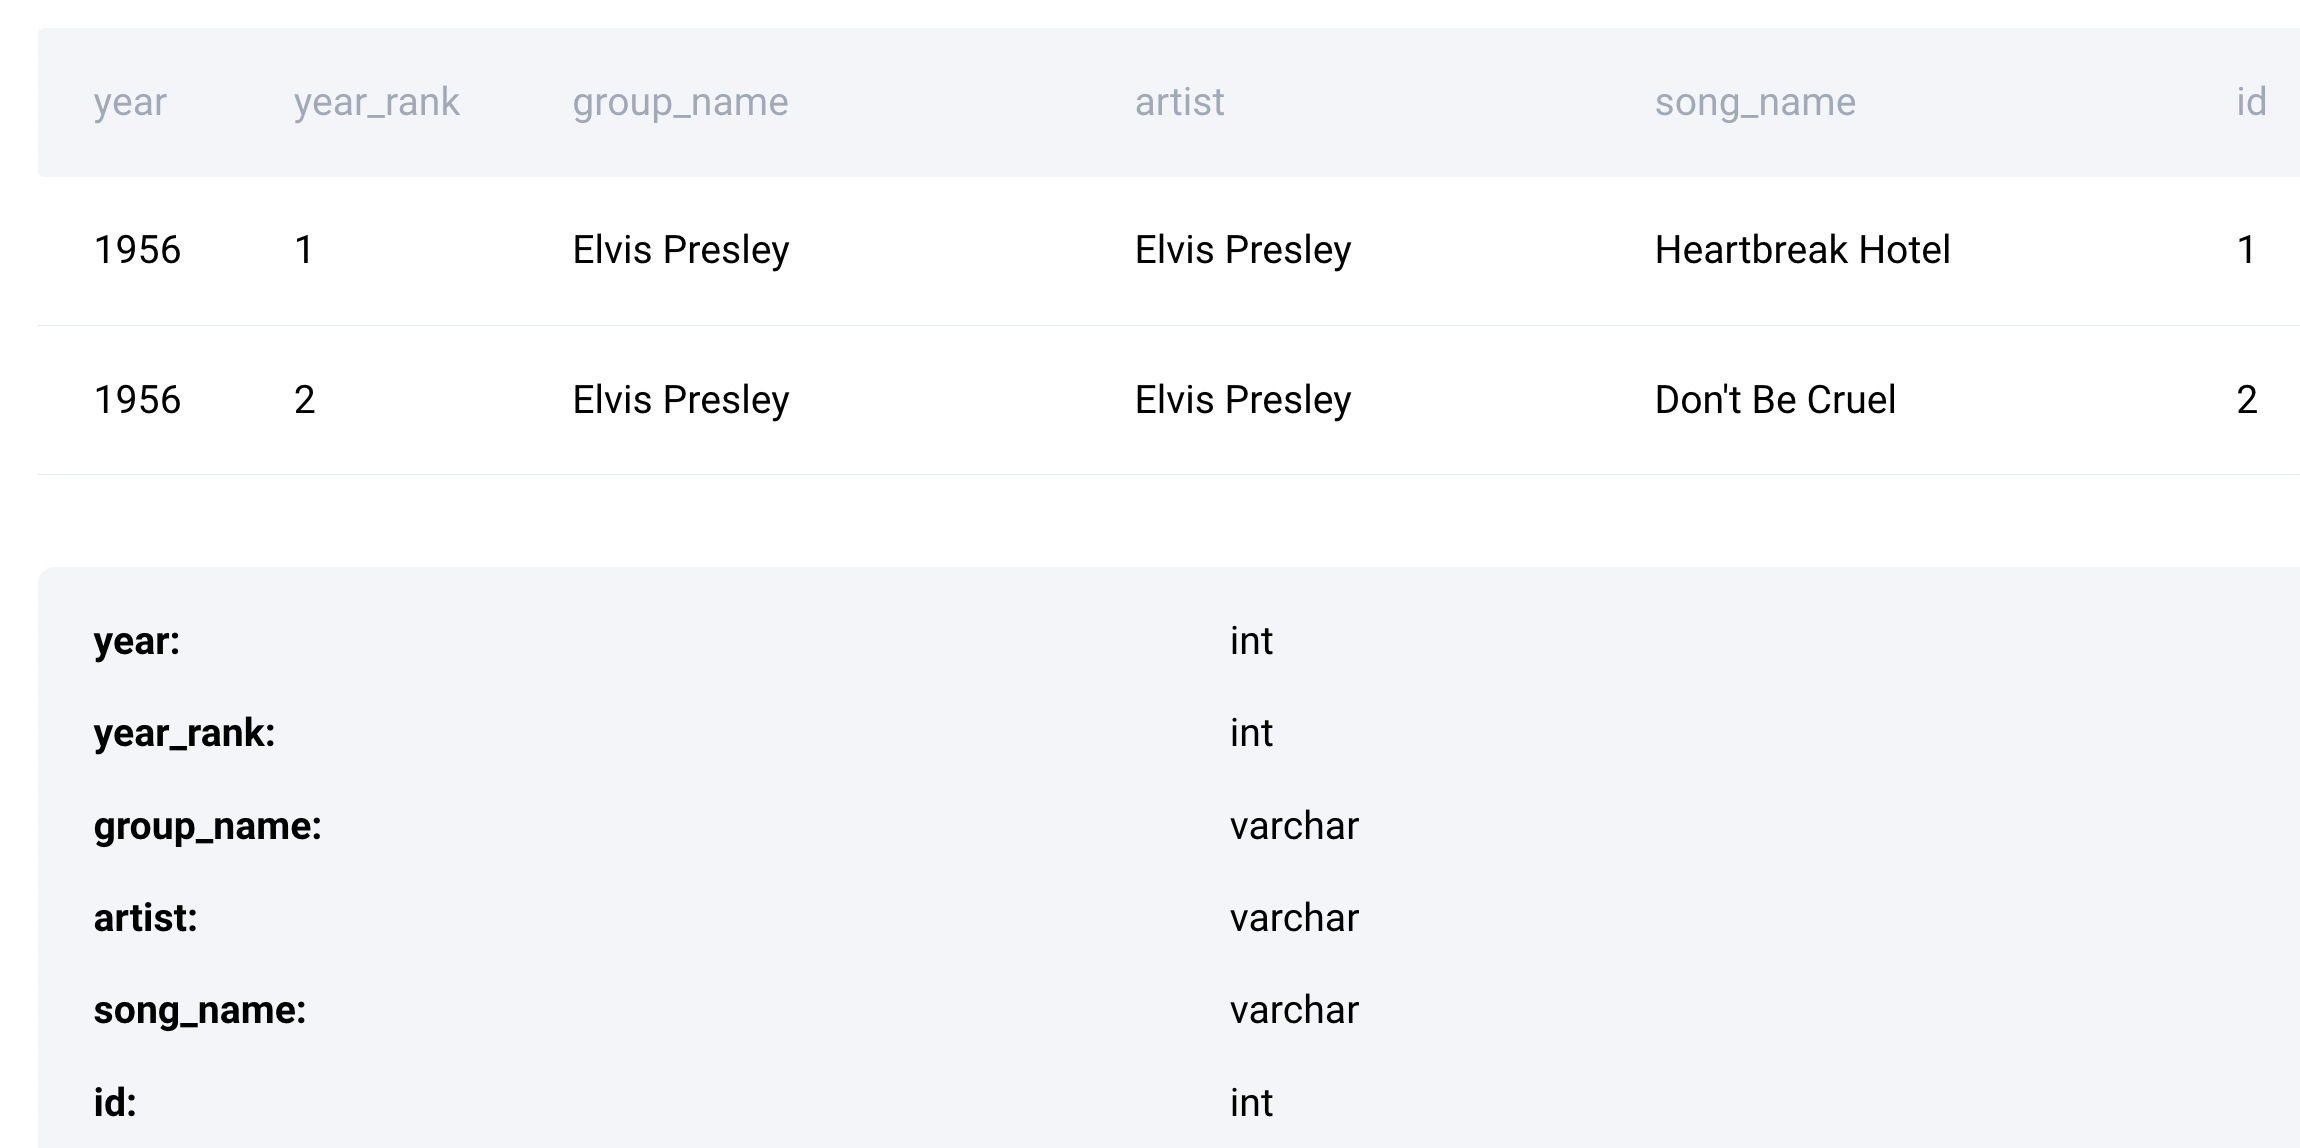 year year_rank group_name artist song_name id
1956 1 Elvis Presley Elvis Presley Heartbreak Hotel 1
1956 2 Elvis Presley Elvis Presley Don't Be Cruel 2
year: int
year_rank: int
group_name: varchar
artist: varchar
song_name: varchar
id: int